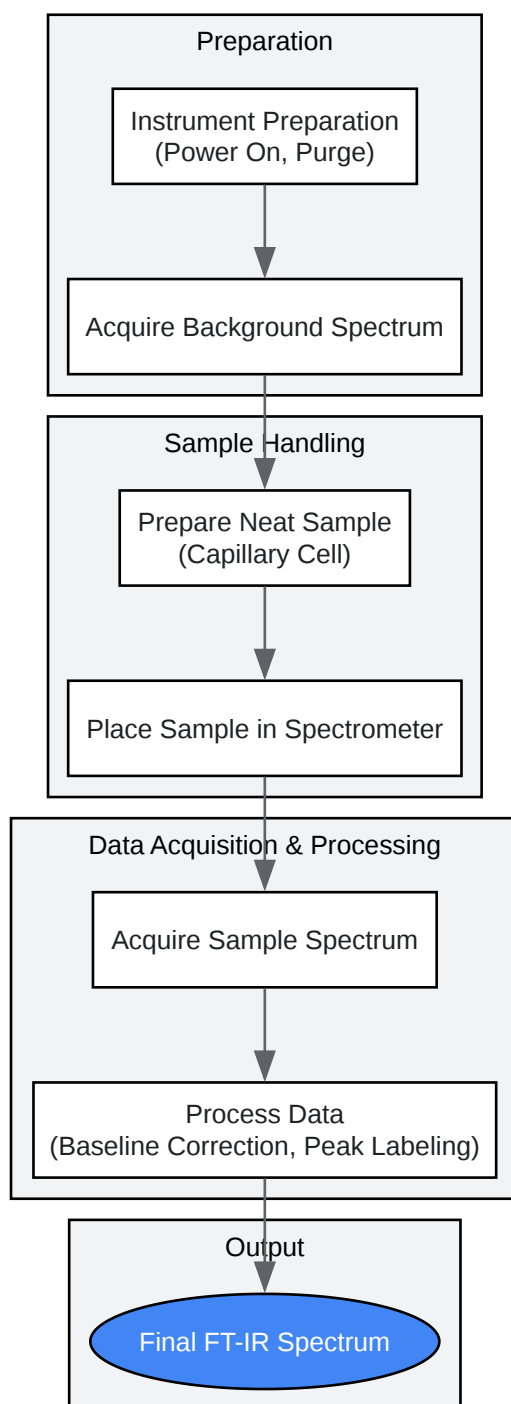 Preparation
Instrument Preparation
(Power On, Purge)
Acquire Background Spectrum
Sample Handling
Prepare Neat Sample
(Capillary Cell)
Place Sample in Spectrometer
Data Acquisition & Processing
Acquire Sample Spectrum
Process Data
(Baseline Correction, Peak Labeling)
Output
Final FT-IR Spectrum